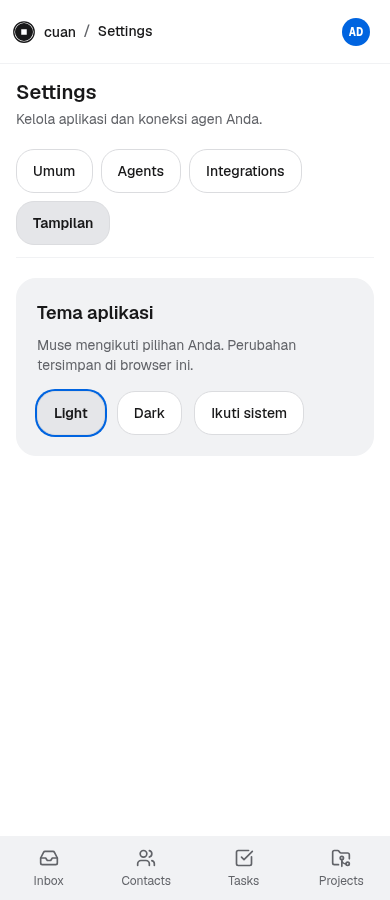 cuan / Settings
AD
Settings
Kelola aplikasi dan koneksi agen Anda.
Umum
Agents
Integrations
Tampilan
Tema aplikasi
Muse mengikuti pilihan Anda. Perubahan
tersimpan di browser ini.
Light
Dark
Ikuti sistem
Inbox
Contacts
Tasks
Projects